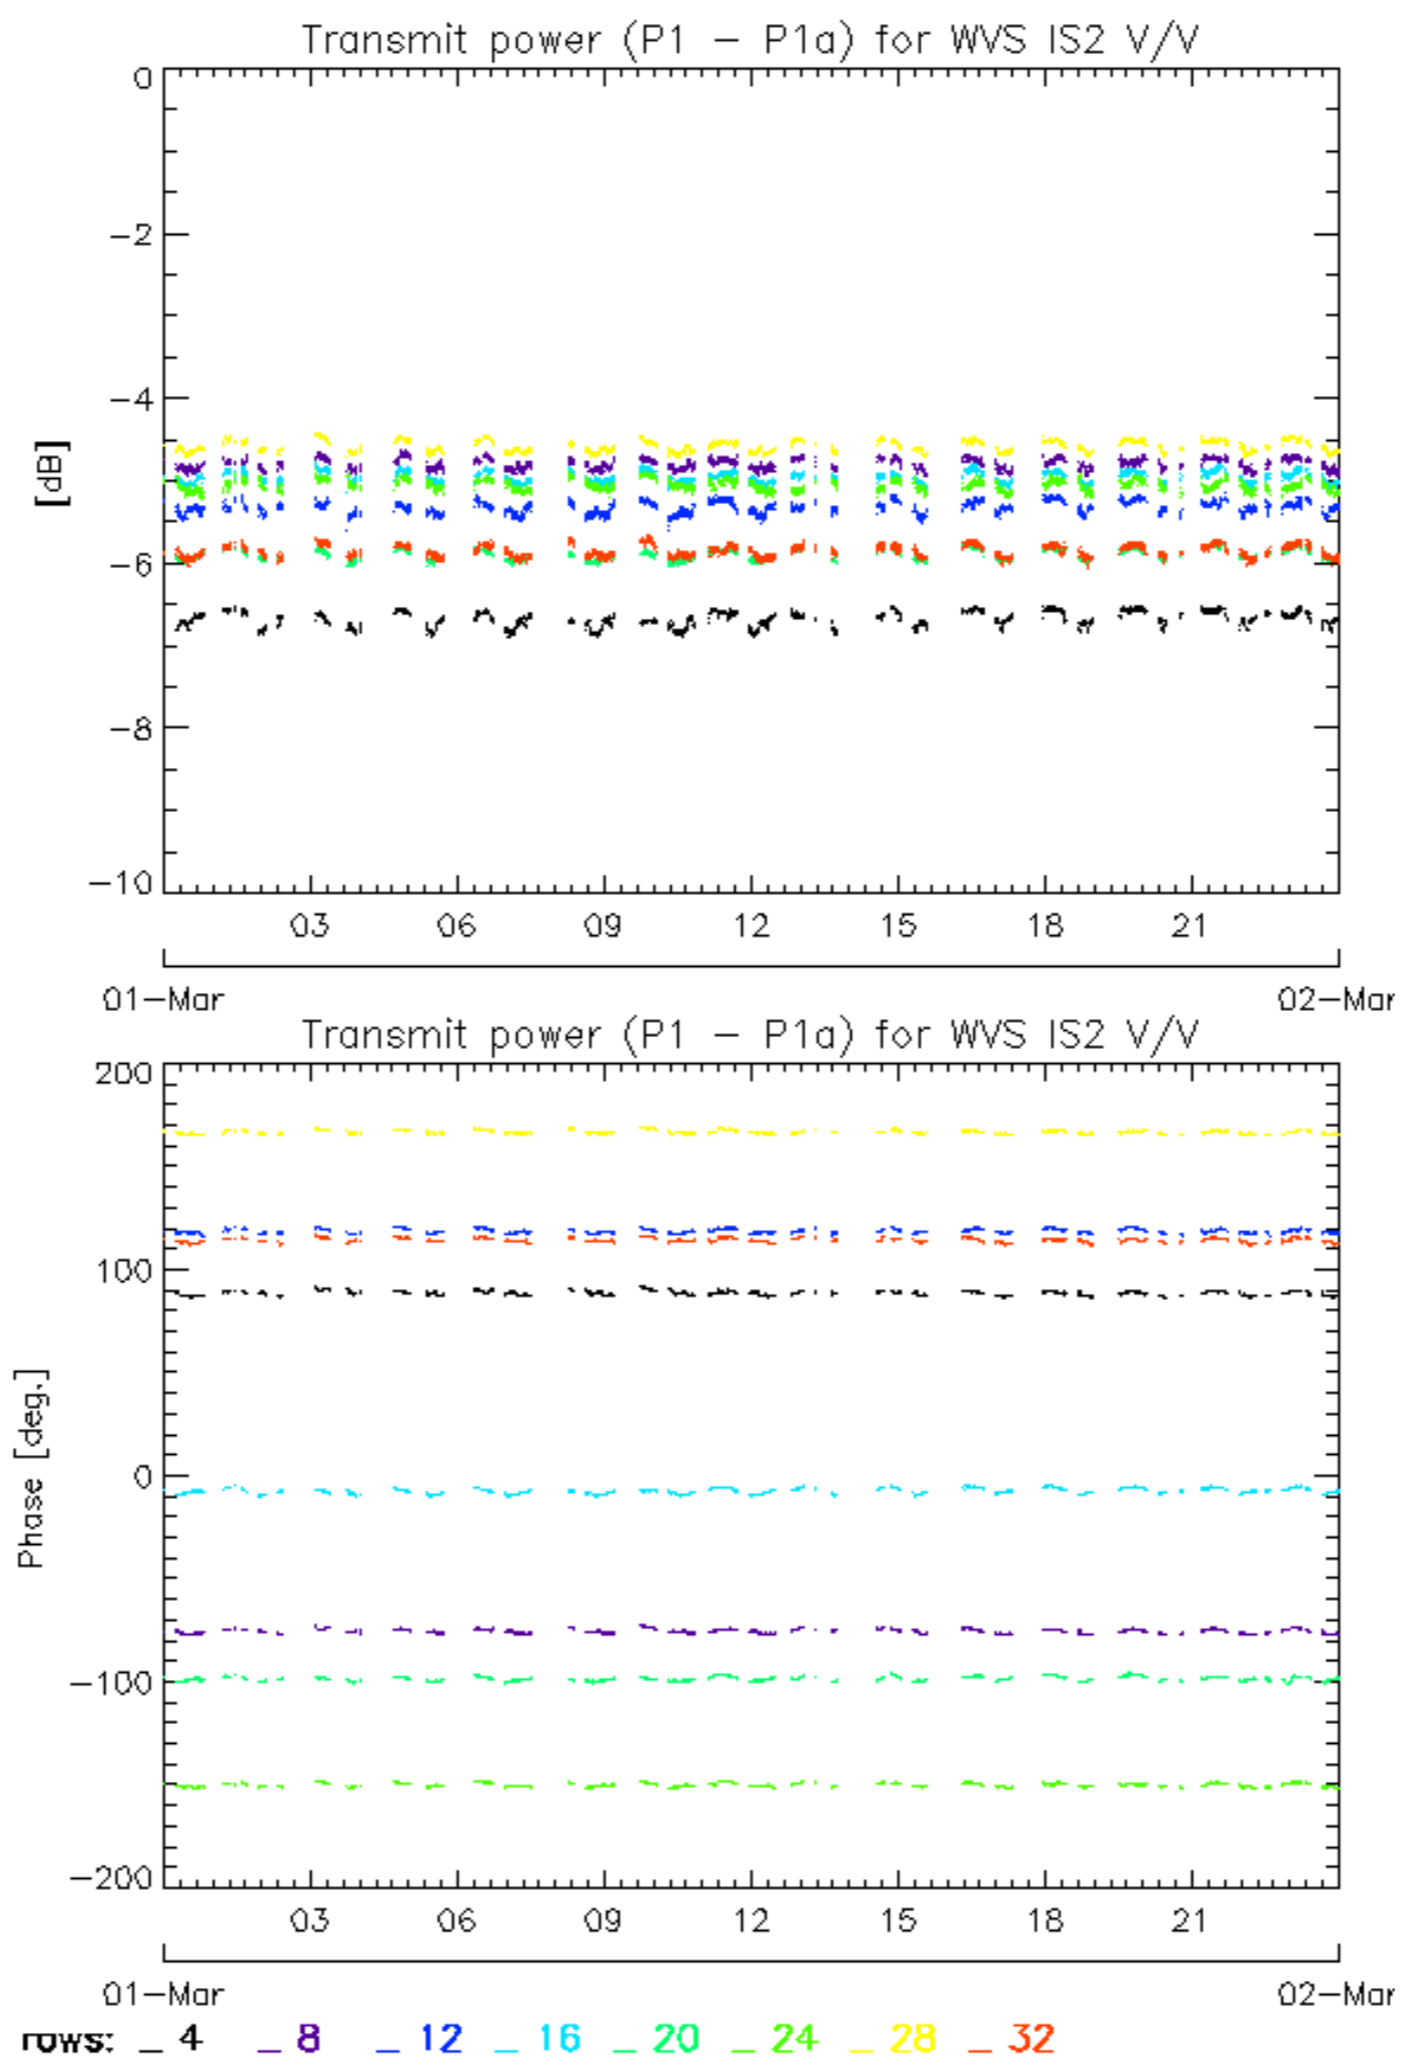 Transmit power (P1 - P1a) for WVS IS2 V/V
0
-2
-4
-6
-8
-10
[dB]
03 06 09 12 15 18 21
01-Mar 02-Mar
Transmit power (P1 - P1a) for WVS IS2 V/V
200
100
0
-100
-200
Phase [deg.]
03 06 09 12 15 18 21
01-Mar 02-Mar
rows: _ 4 _ 8 _ 12 _ 16 _ 20 _ 24 _ 28 _ 32